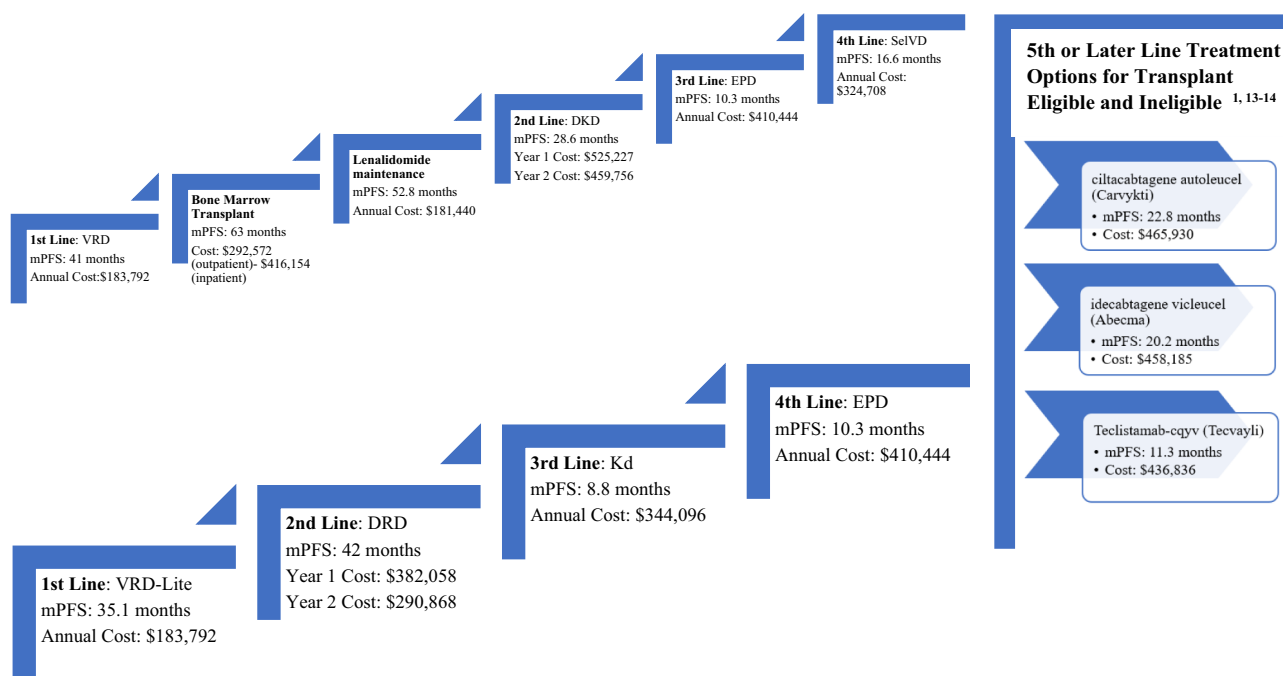 1st Line: VRD
mPFS: 41 months
Annual Cost:$183,792
Bone Marrow
Transplant
mPFS: 63 months
Cost: $292,572
(outpatient)- $416,154
(inpatient)
Lenalidomide
maintenance
mPFS: 52.8 months
Annual Cost: $181,440
2nd Line: DKD
mPFS: 28.6 months
Year 1 Cost: $525,227
Year 2 Cost: $459,756
3rd Line: EPD
mPFS: 10.3 months
Annual Cost: $410,444
4th Line: SelVD
mPFS: 16.6 months
Annual Cost:
$324,708
1st Line: VRD-Lite
mPFS: 35.1 months
Annual Cost: $183,792
2nd Line: DRD
mPFS: 42 months
Year 1 Cost: $382,058
Year 2 Cost: $290,868
3rd Line: Kd
mPFS: 8.8 months
Annual Cost: $344,096
4th Line: EPD
mPFS: 10.3 months
Annual Cost: $410,444
5th or Later Line Treatment
Options for Transplant
Eligible and Ineligible 1, 13-14
ciltacabtagene autoleucel
(Carvykti)
• mPFS: 22.8 months
• Cost: $465,930
idecabtagene vicleucel
(Abecma)
• mPFS: 20.2 months
• Cost: $458,185
Teclistamab-cqyv (Tecvayli)
• mPFS: 11.3 months
• Cost: $436,836